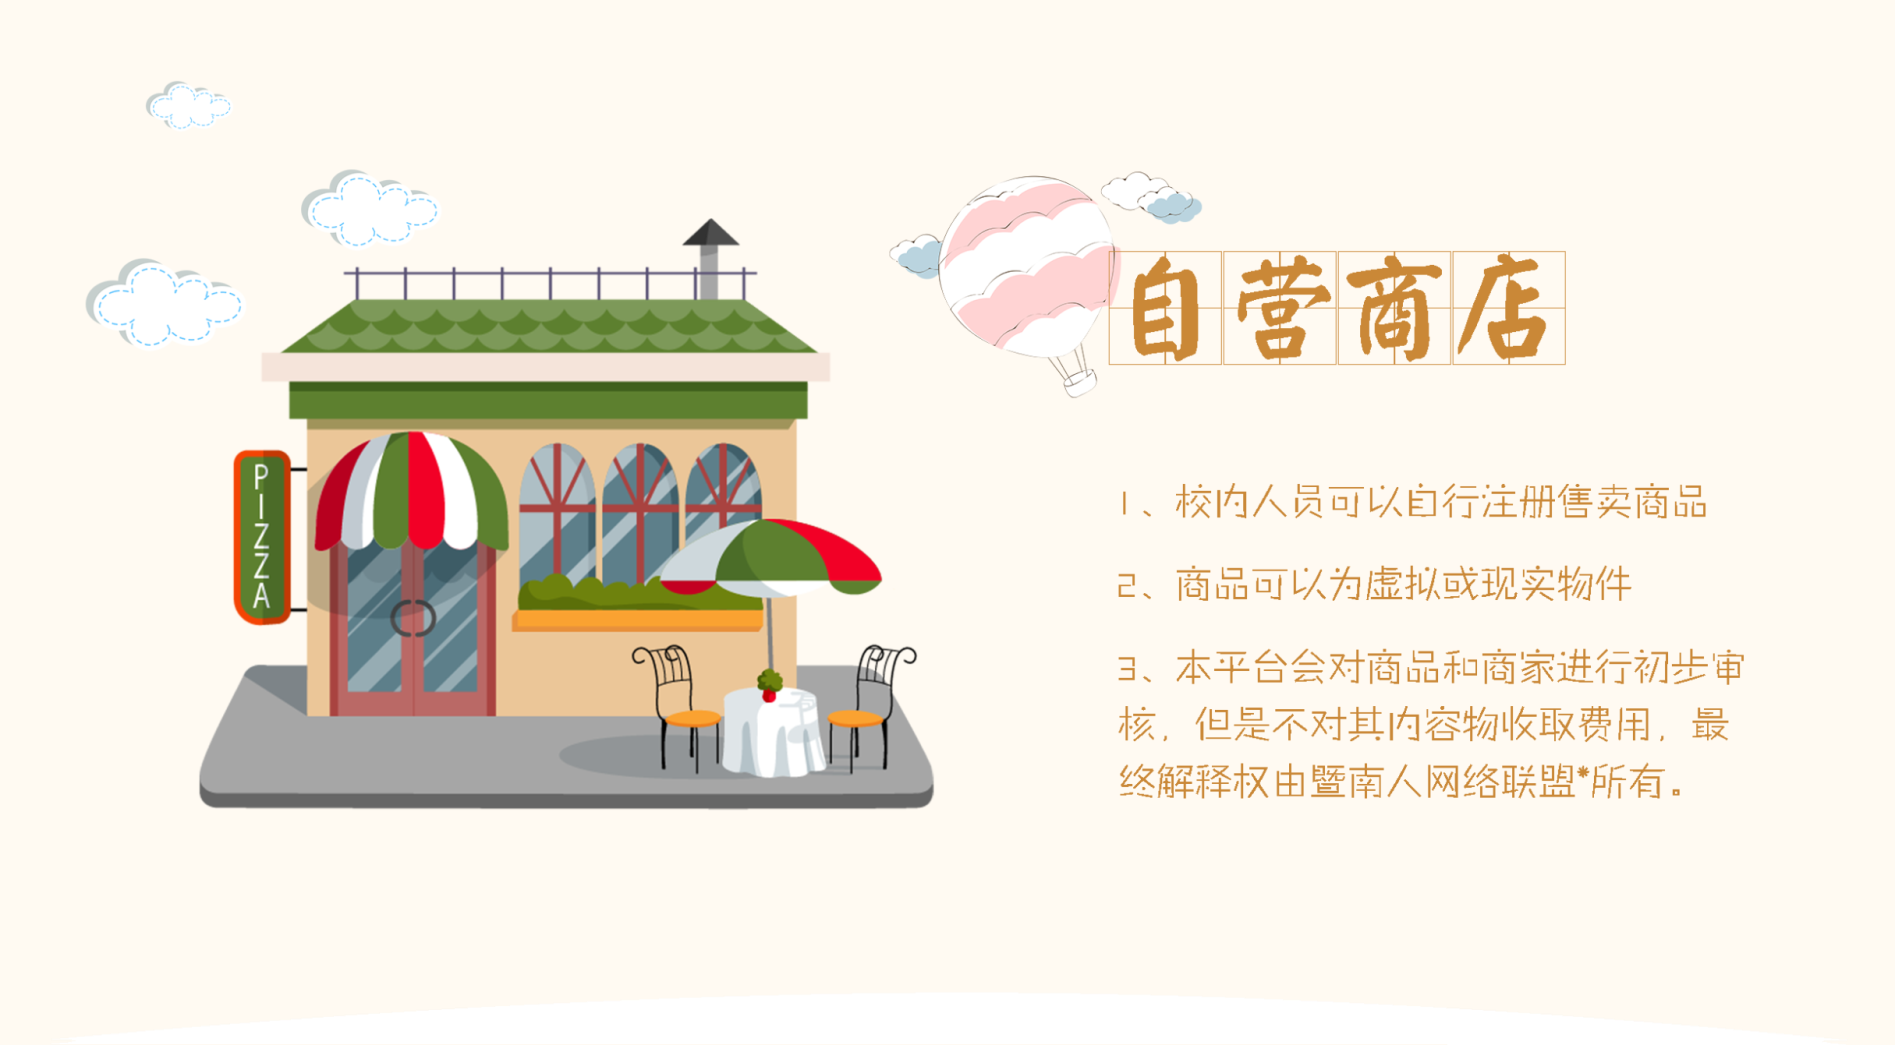 PIZZA
自营商店
1、校内人员可以自行注册售卖商品
2、商品可以为虚拟或现实物件
3、本平台会对商品和商家进行初步审
核，但是不对其内容物收取费用，最
终解释权由暨南人网络联盟*所有。